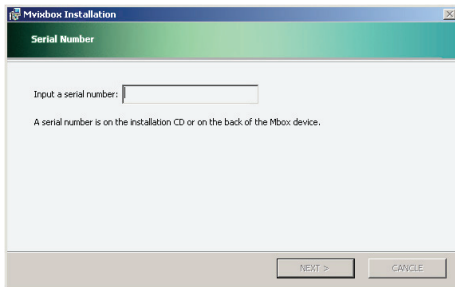 Mvixbox Installation
Serial Number
Input a serial number:
A serial number is on the installation CD or on the back of the Mbox device.
NEXT >
CANCLE